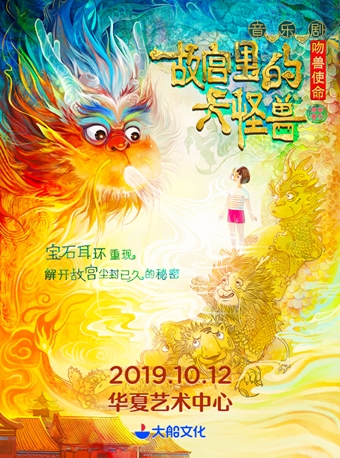 音乐剧
故宫里的
大怪兽
吻兽使命
宝石耳环重现
解开故宫尘封已久的秘密
2019.10.12
华夏艺术中心
大船文化